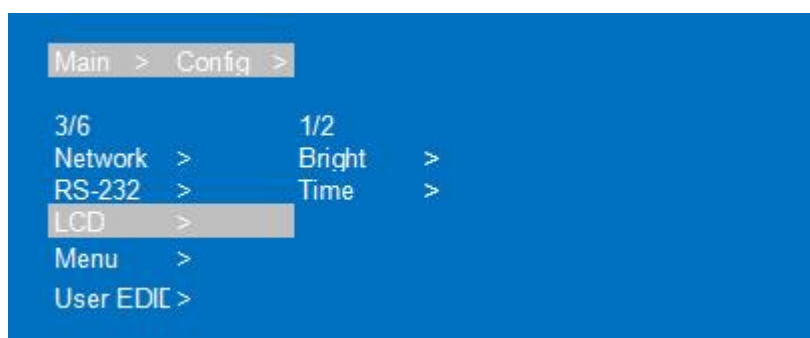 Main > Config >
3/6 1/2
Network > Bright >
RS-232 > Time >
LCD >
Menu >
User EDID >